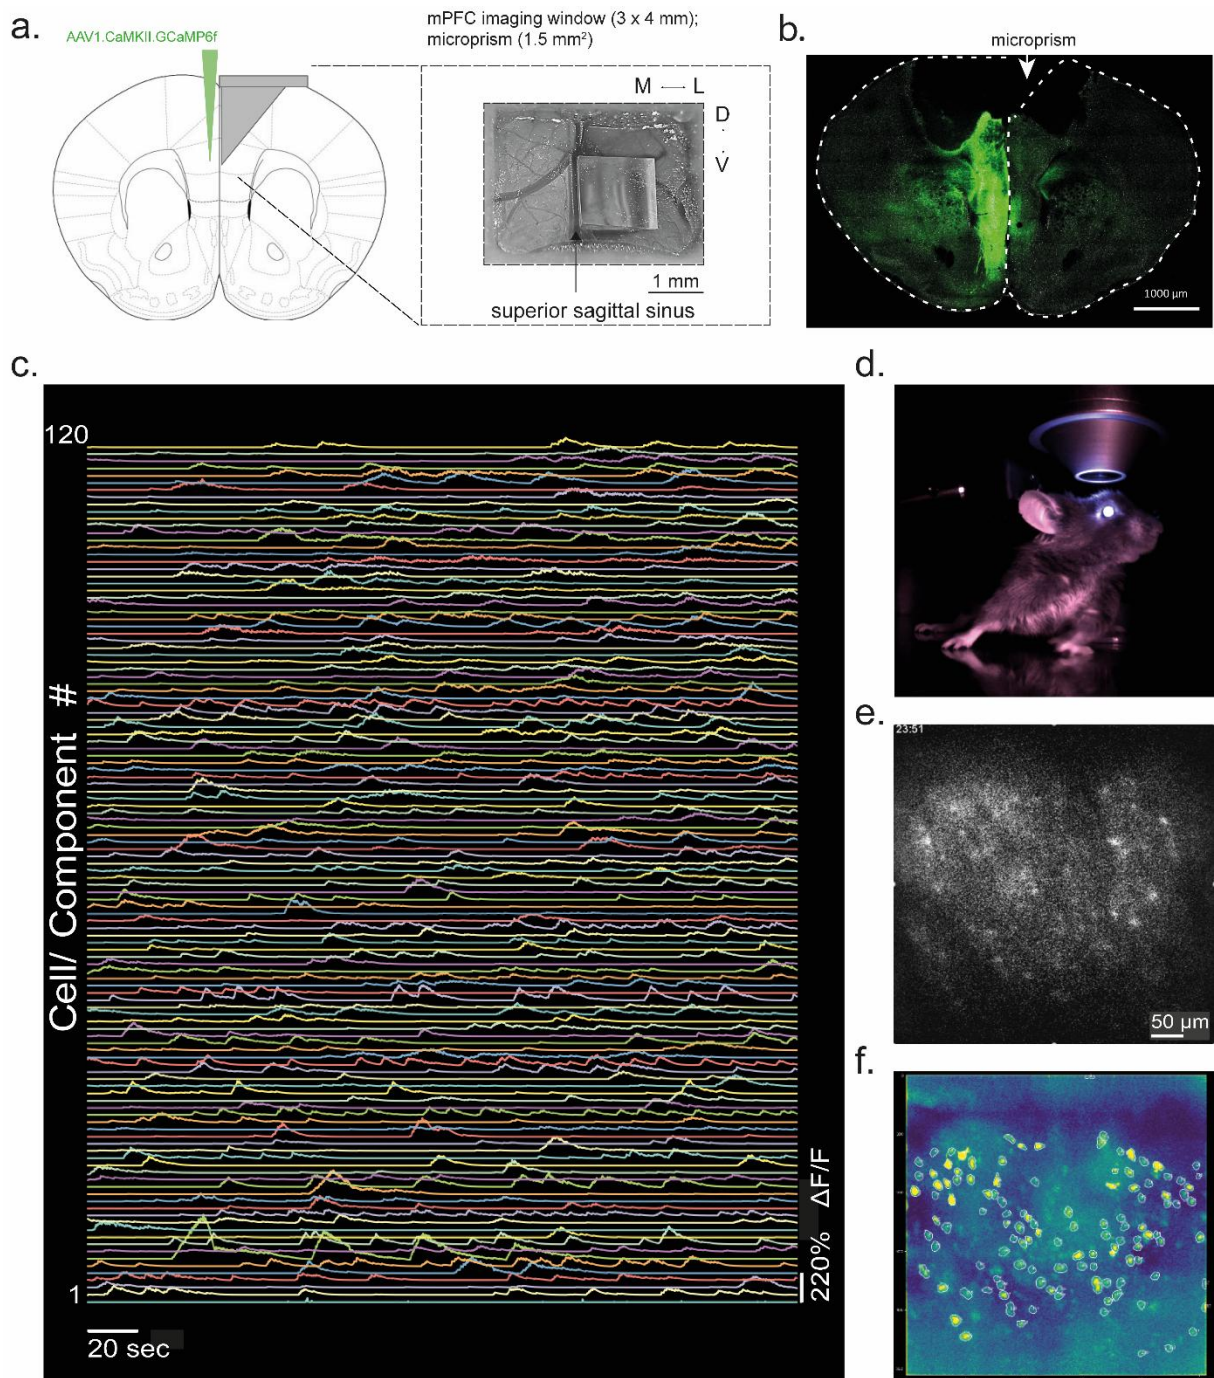 a.
AAV1.CaMKII.GCaMP6f
mPFC imaging window (3 x 4 mm);
microprism (1.5 mm²)
M
L
D
V
1 mm
superior sagittal sinus
b.
microprism
1000 µm
c.
120
Cell/ Component #
1
220% ΔF/F
20 sec
d.
e.
23:51
50 µm
f.